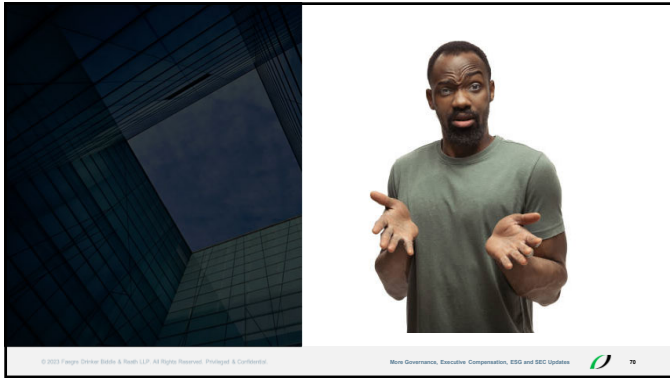 © 2023 Faegre Drinker Biddle & Reath LLP. All Rights Reserved. Privileged & Confidential.
More Governance, Executive Compensation, ESG and SEC Updates
70